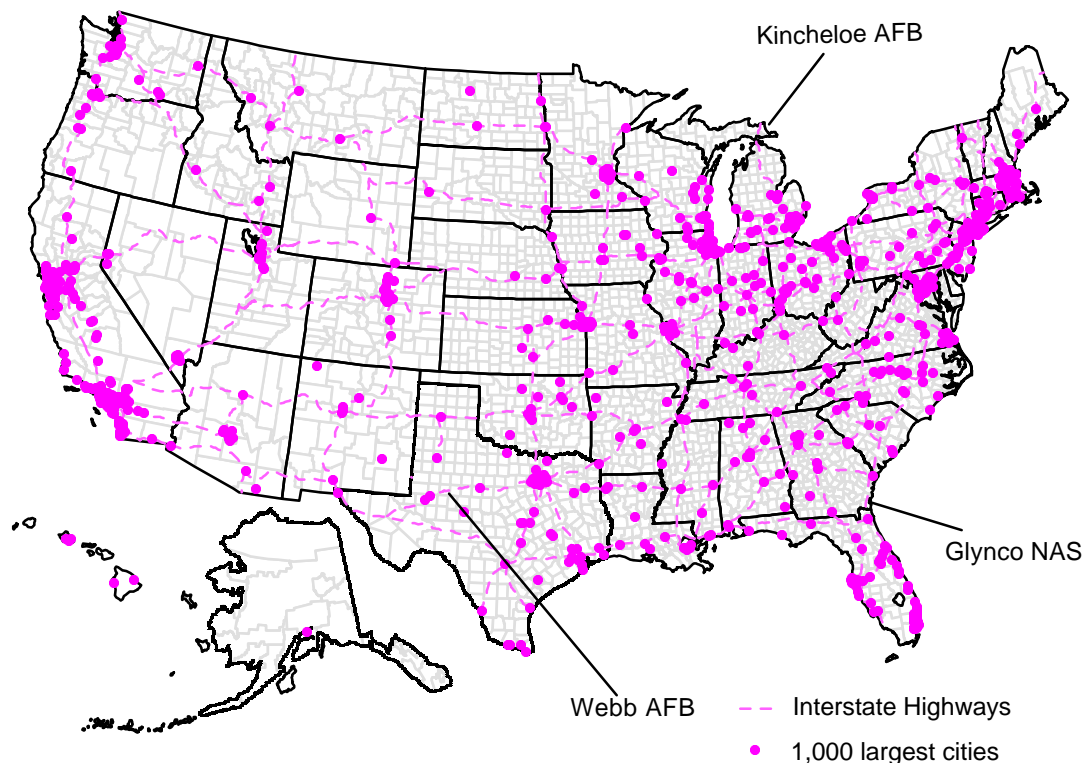 Kincheloe AFB
Glynco NAS
Webb AFB
Interstate Highways
1,000 largest cities